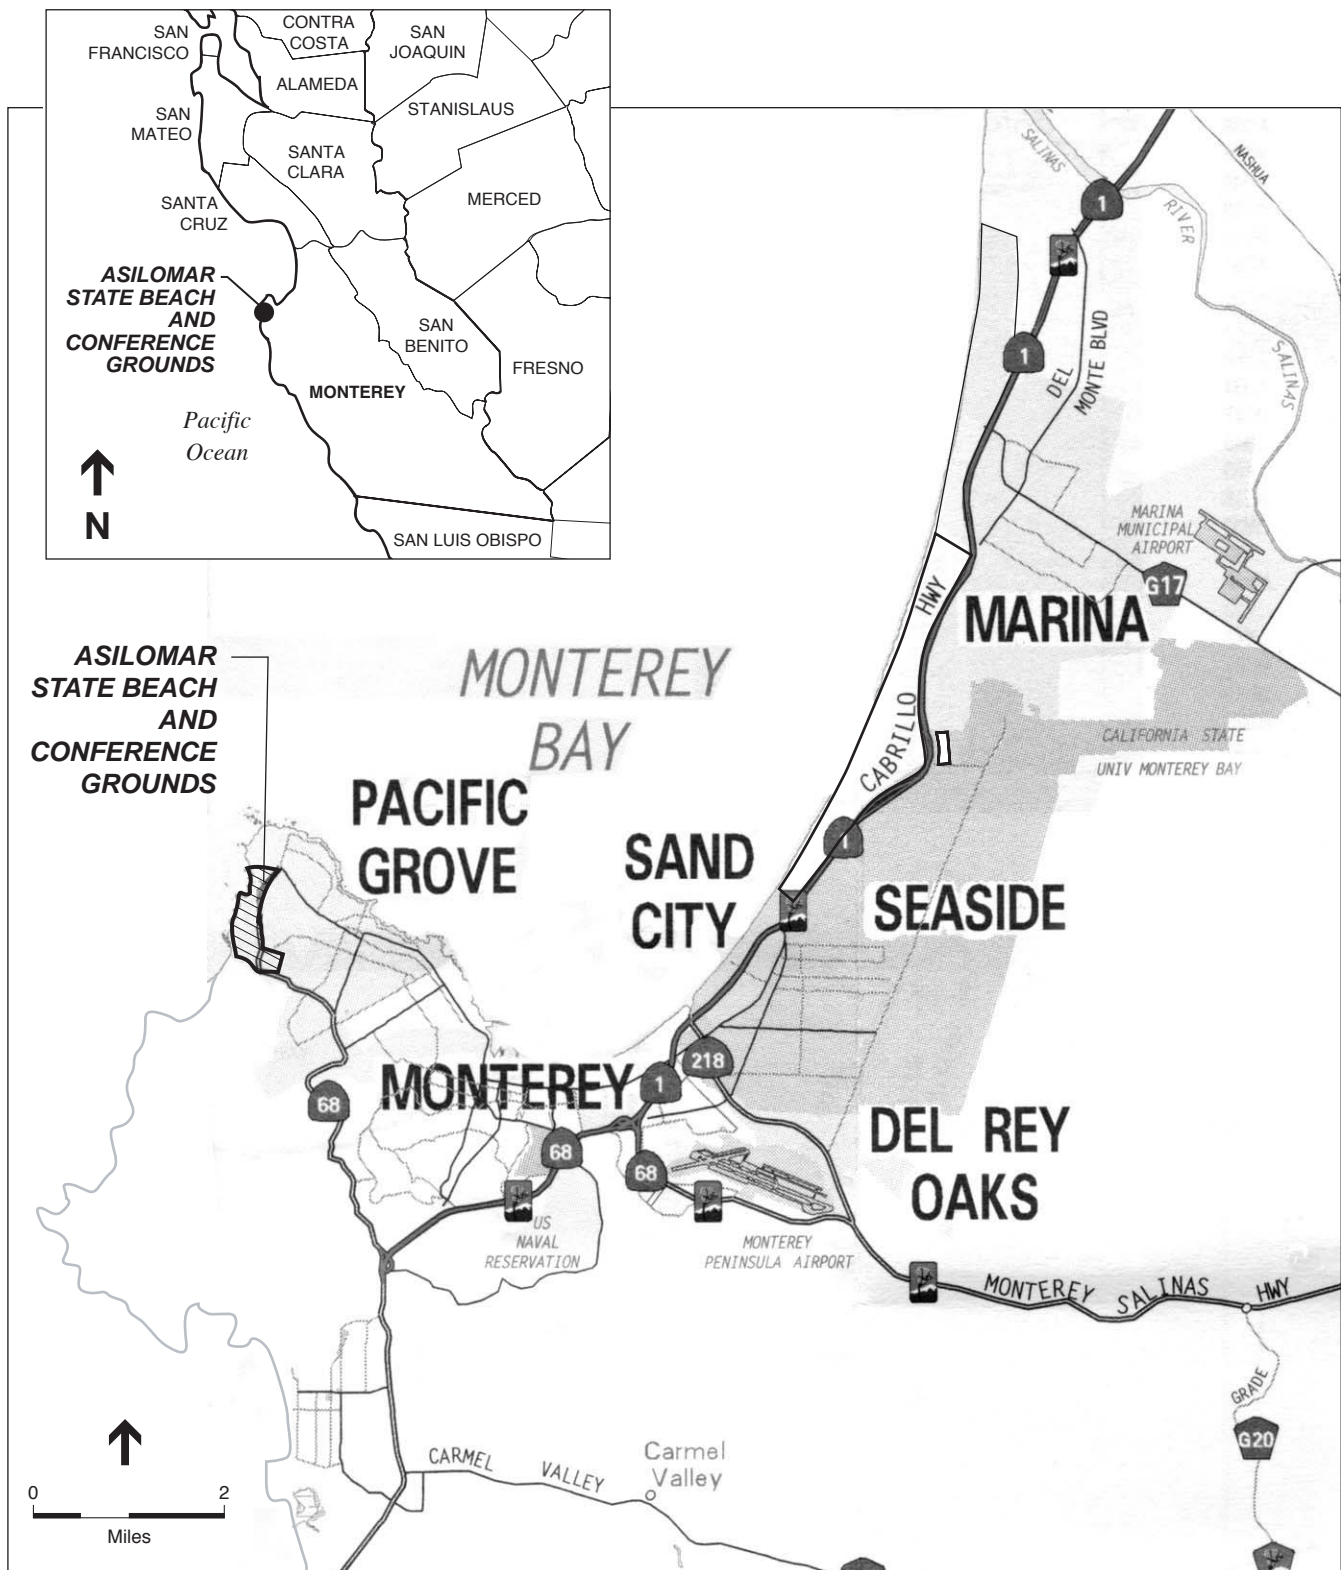 SAN
FRANCISCO
CONTRA
COSTA
SAN
JOAQUIN
ALAMEDA
STANISLAUS
SAN
MATEO
SANTA
CLARA
SANTA
CRUZ
MERCED
ASILOMAR
STATE BEACH
AND
CONFERENCE
GROUNDS
SAN
BENITO
FRESNO
MONTEREY
Pacific
Ocean
N
SAN LUIS OBISPO
SALINAS
RIVER
NASHUA
1
SALINAS
1
DEL
MONTE BLVD
MARINA
MUNICIPAL
AIRPORT
G17
HWY
MARINA
ASILOMAR
STATE BEACH
AND
CONFERENCE
GROUNDS
MONTEREY
BAY
CABRILLO
CALIFORNIA STATE
UNIV MONTEREY BAY
PACIFIC
GROVE
SAND
CITY
1
SEASIDE
MONTEREY
1
218
68
68
68
DEL REY
OAKS
US
NAVAL
RESERVATION
MONTEREY
PENINSULA AIRPORT
MONTEREY SALINAS HWY
GRADE
G20
CARMEL VALLEY
Carmel
Valley
0 2
Miles